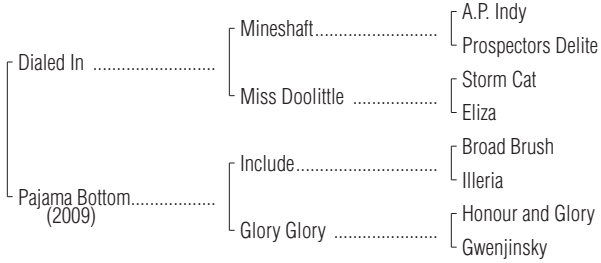 A.P. Indy
Mineshaft
Prospectors Delite
Dialed In
Storm Cat
Miss Doolittle
Eliza
Broad Brush
Include
Illeria
Pajama Bottom
(2009)
Honour and Glory
Glory Glory
Gwenjinsky